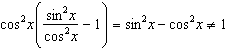 cos²x(sin²x/cos²x − 1) = sin²x − cos²x ≠ 1